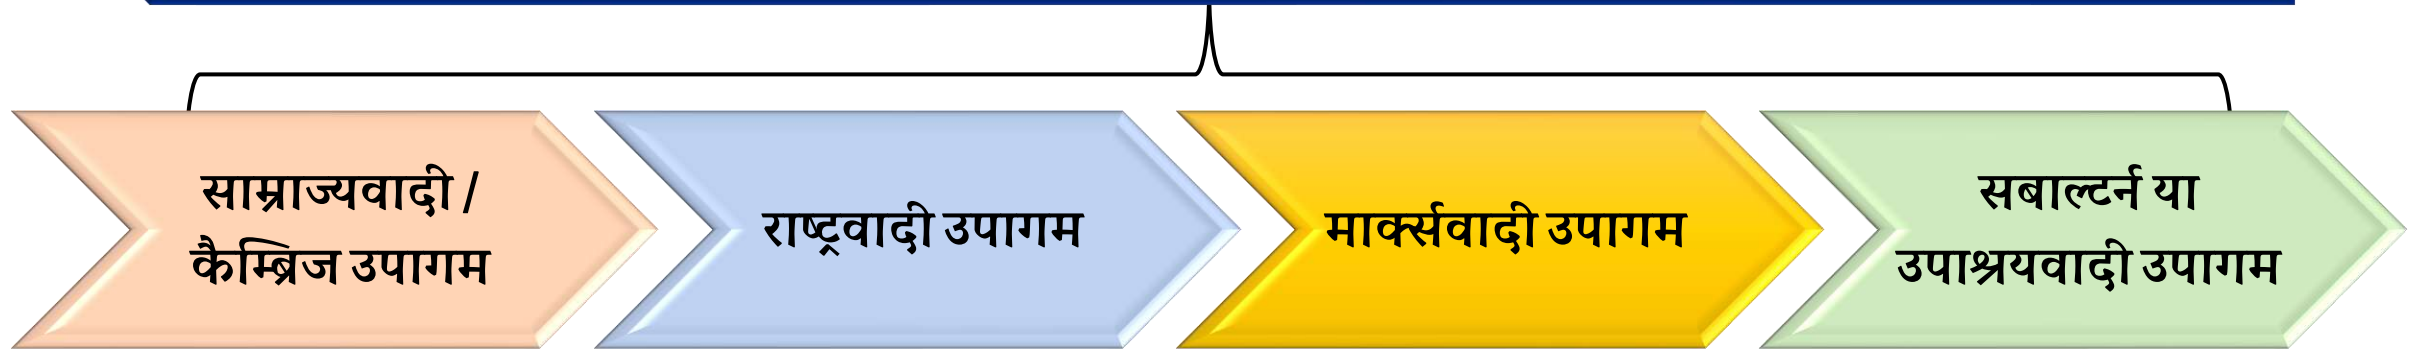 साम्राज्यवादी /
कैम्ब्रिज उपागम
राष्ट्रवादी उपागम
मार्क्सवादी उपागम
सबाल्टर्न या
उपाश्रयवादी उपागम